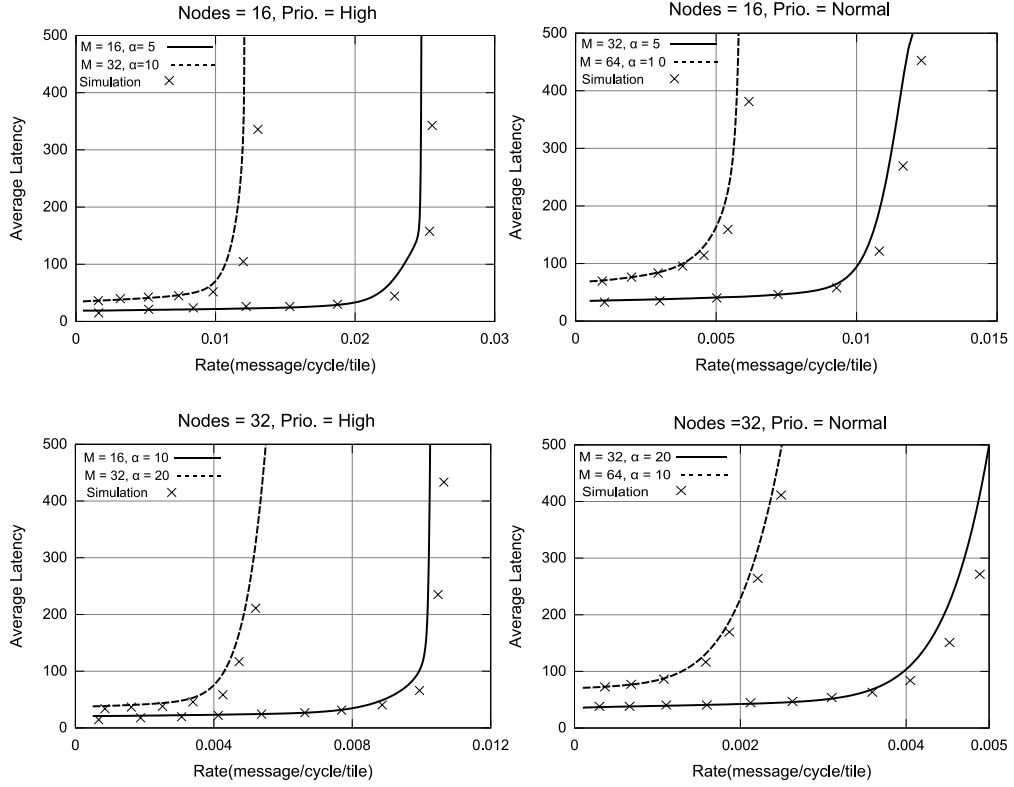 Nodes = 16, Prio. = High
500
400
300
200
100
0
M = 16, α= 5
M = 32, α=10
Simulation
Average Latency
0
0.01
0.02
0.03
Rate(message/cycle/tile)
Nodes = 16, Prio. = Normal
500
400
300
200
100
0
M = 32, α = 5
M = 64, α=1 0
Simulation
Average Latency
0
0.005
0.01
0.015
Rate(message/cycle/tile)
Nodes = 32, Prio. = High
500
400
300
200
100
0
M = 16, α = 10
M = 32, α = 20
Simulation
Average Latency
0
0.004
0.008
0.012
Rate(message/cycle/tile)
Nodes =32, Prio. = Normal
500
400
300
200
100
0
M = 32, α = 20
M = 64, α = 10
Simulation
Average Latency
0
0.002
0.004
0.005
Rate(message/cycle/tile)